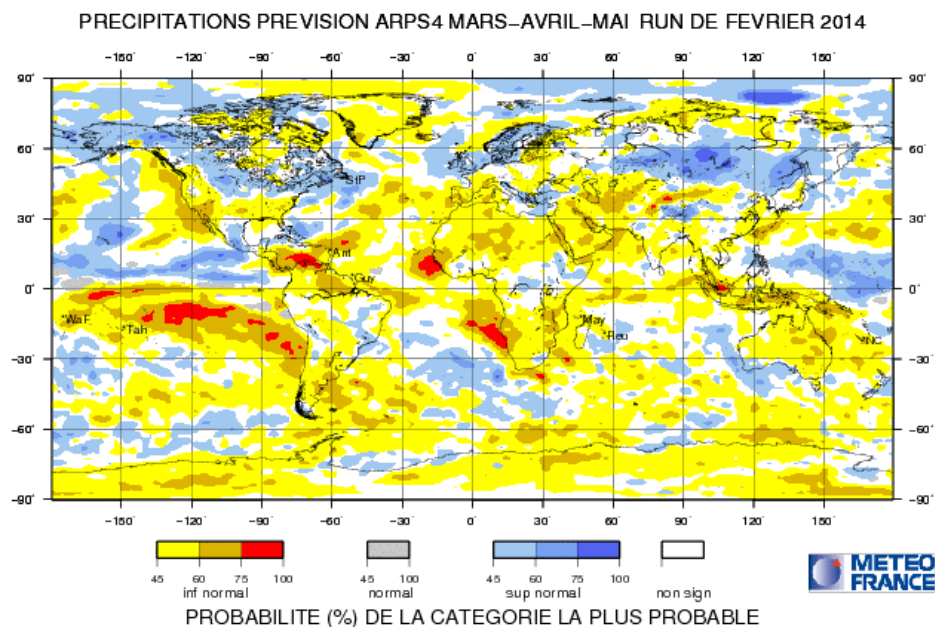 PRECIPITATIONS PREVISION ARPS4 MARS-AVRIL-MAI RUN DE FEVRIER 2014
-150° -120° -90° -60° -30° 0° 30° 60° 90° 120° 150°
90° 90°
60° 60°
StP
30° 30°
Ant
Guy
0° 0°
WaF Tah May Reu NC
-30° -30°
-60° -60°
-90° -90°
-150° -120° -90° -60° -30° 0° 30° 60° 90° 120° 150°
45 60 75 100 45 100 45 60 75 100
inf normal normal sup normal non sign
METEO
FRANCE
PROBABILITE (%) DE LA CATEGORIE LA PLUS PROBABLE